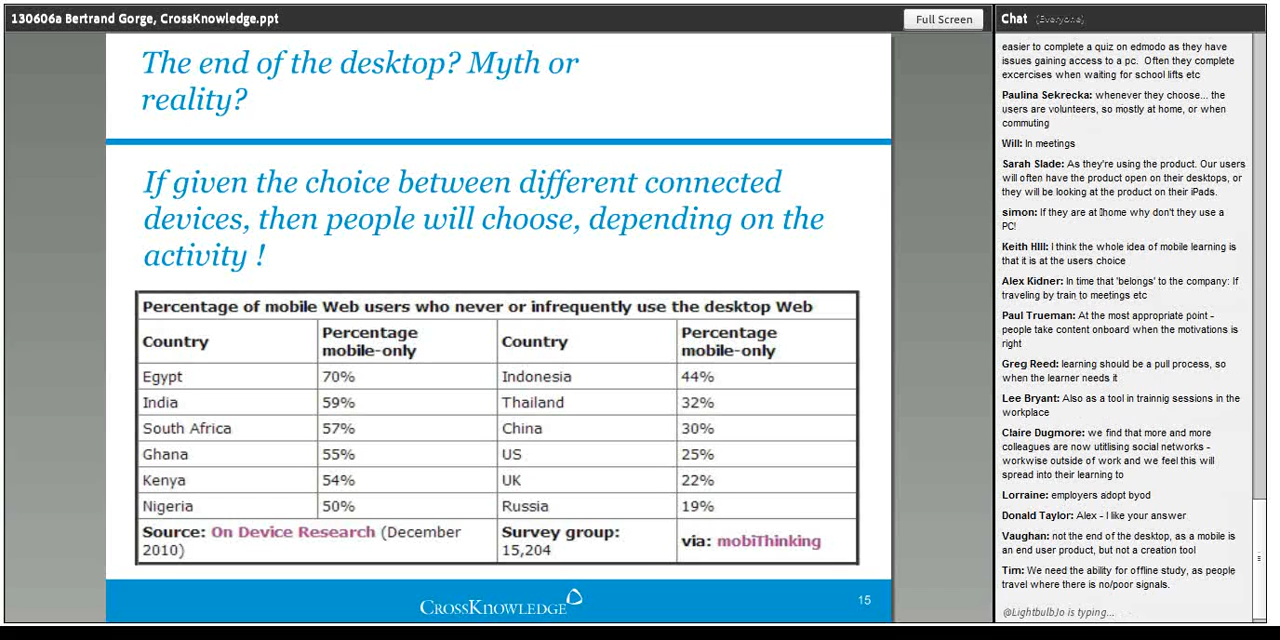 130606a Bertrand Gorge, CrossKnowledge.ppt
Full Screen
The end of the desktop? Myth or
reality?
If given the choice between different connected
devices, then people will choose, depending on the
activity !
Percentage of mobile Web users who never or infrequently use the desktop Web
Country
Percentage
mobile-only
Country
Percentage
mobile-only
Egypt 70% Indonesia 44%
India 59% Thailand 32%
South Africa 57% China 30%
Ghana 55% US 25%
Kenya 54% UK 22%
Nigeria 50% Russia 19%
Source: On Device Research (December
2010)
Survey group:
15,204
via: mobiThinking
CROSSKNOWLEDGE
15
Chat (Everyone)
easier to complete a quiz on edmodo as they have
issues gaining access to a pc. Often they complete
excercises when waiting for school lifts etc
Paulina Sekrecka: whenever they choose... the
users are volunteers, so mostly at home, or when
commuting
Will: In meetings
Sarah Slade: As they're using the product. Our users
will often have the product open on their desktops, or
they will be looking at the product on their iPads.
simon: If they are at home why don't they use a
PC!
Keith HIll: I think the whole idea of mobile learning is
that it is at the users choice
Alex Kidner: In time that 'belongs' to the company: If
traveling by train to meetings etc
Paul Trueman: At the most appropriate point -
people take content onboard when the motivations is
right
Greg Reed: learning should be a pull process, so
when the learner needs it
Lee Bryant: Also as a tool in trainnig sessions in the
workplace
Claire Dugmore: we find that more and more
colleagues are now utitlising social networks -
workwise outside of work and we feel this will
spread into their learning to
Lorraine: employers adopt byod
Donald Taylor: Alex - I like your answer
Vaughan: not the end of the desktop, as a mobile is
an end user product, but not a creation tool
Tim: We need the ability for offline study, as people
travel where there is no/poor signals.
@LightbulbJo is typing...